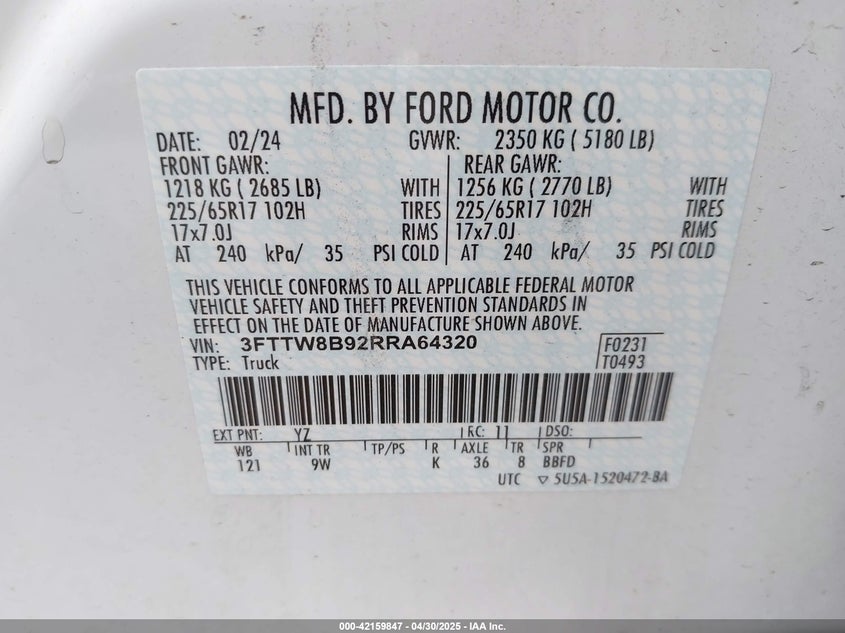 MFD. BY FORD MOTOR CO.
DATE: 02/24 GVWR: 2350 KG ( 5180 LB)
FRONT GAWR: REAR GAWR:
1218 KG ( 2685 LB) WITH 1256 KG ( 2770 LB) WITH
225/65R17 102H TIRES 225/65R17 102H TIRES
17x7.0J RIMS 17x7.0J RIMS
AT 240 kPa/ 35 PSI COLD AT 240 kPa/ 35 PSI COLD
THIS VEHICLE CONFORMS TO ALL APPLICABLE FEDERAL MOTOR
VEHICLE SAFETY AND THEFT PREVENTION STANDARDS IN
EFFECT ON THE DATE OF MANUFACTURE SHOWN ABOVE.
VIN: 3FTTW8B92RRA64320 F0231
TYPE: Truck T0493
EXT PNT: YZ RC: 11 DSO:
WB INT TR TP/PS R AXLE TR SPR
121 9W K 36 8 BBFD
UTC ▽ 5U5A-1520472-BA
000-42159847 - 04/30/2025 - IAA Inc.